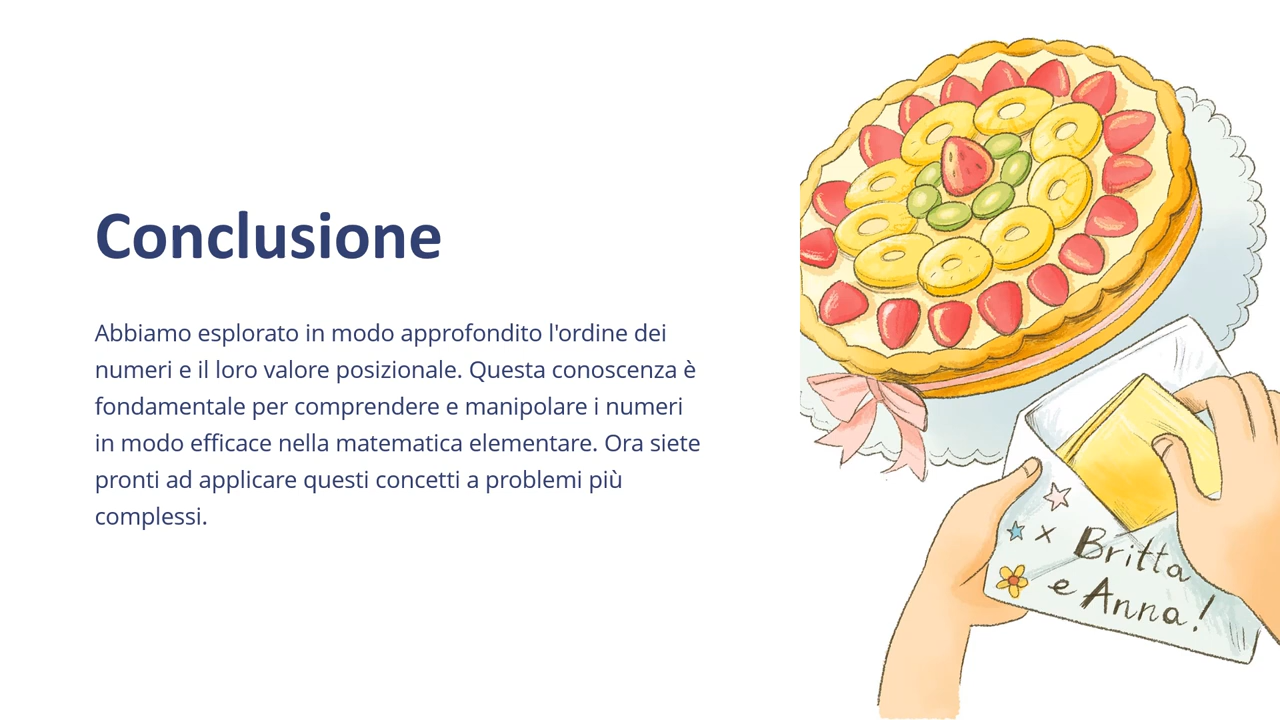 Conclusione
Abbiamo esplorato in modo approfondito l'ordine dei
numeri e il loro valore posizionale. Questa conoscenza è
fondamentale per comprendere e manipolare i numeri
in modo efficace nella matematica elementare. Ora siete
pronti ad applicare questi concetti a problemi più
complessi.
x Britta
e Anna!